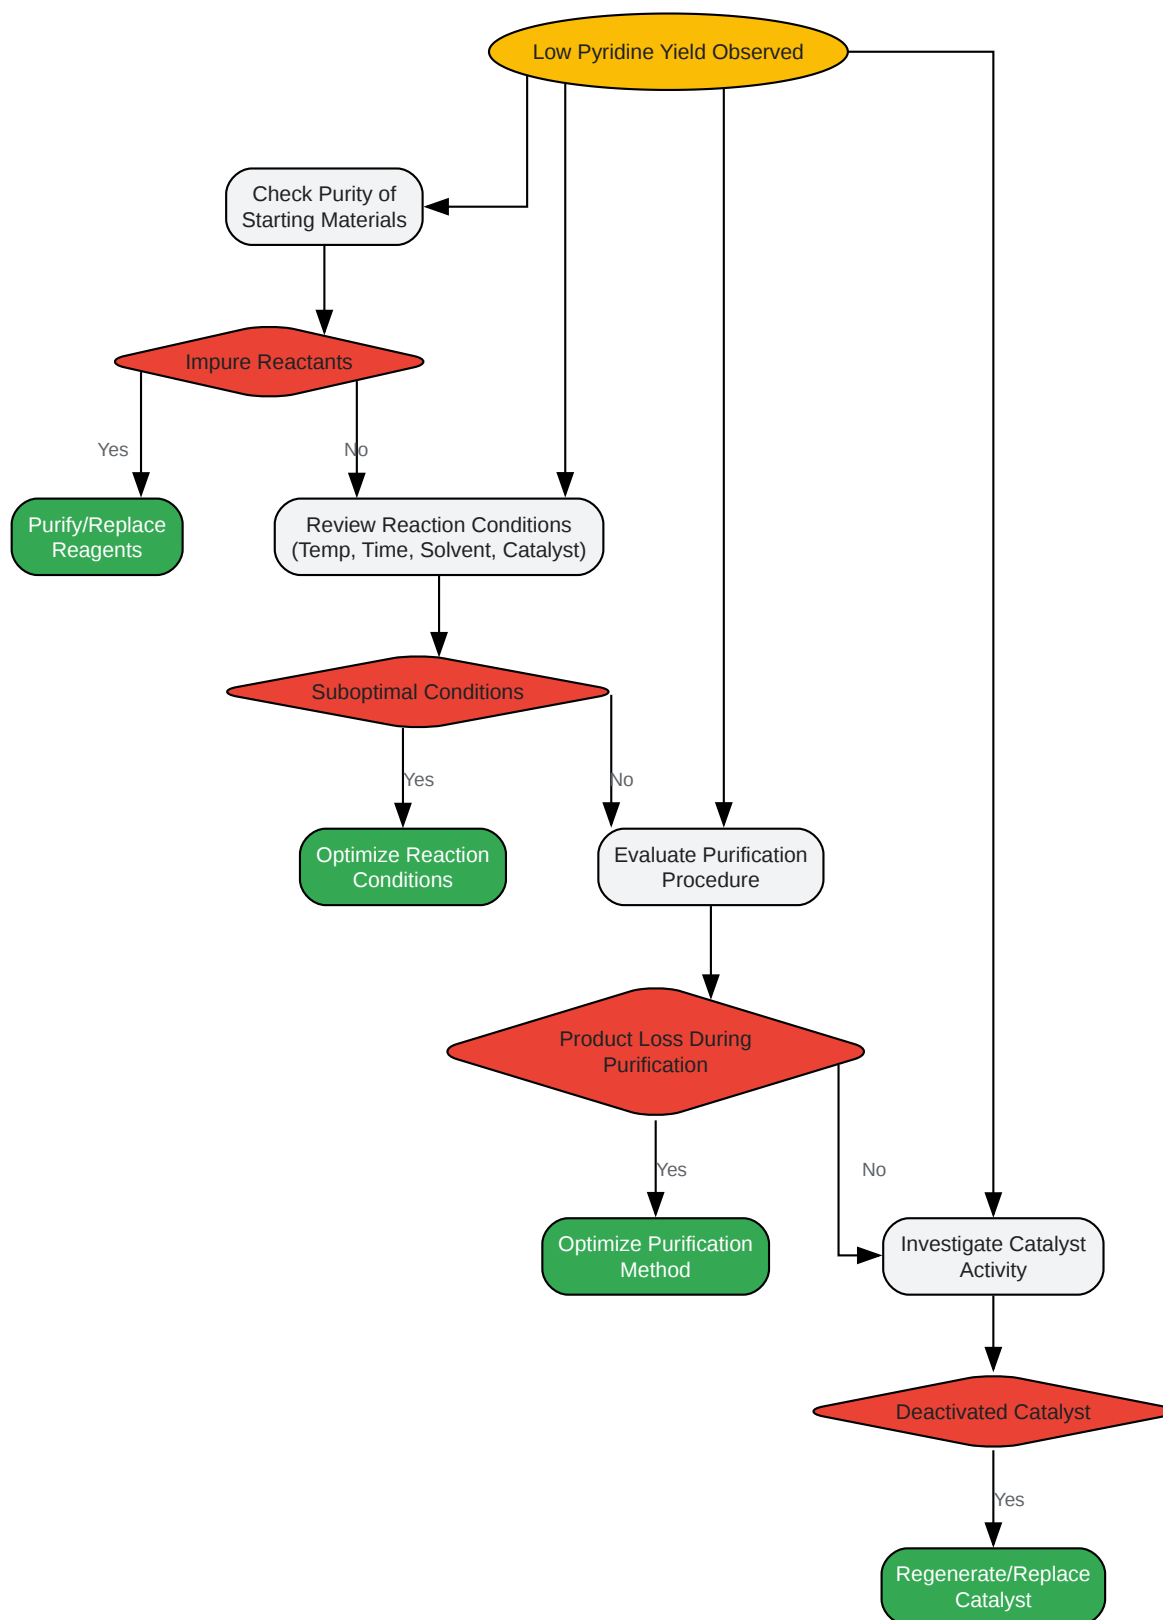 Low Pyridine Yield Observed
Check Purity of
Starting Materials
Impure Reactants
Yes
No
Purify/Replace
Reagents
Review Reaction Conditions
(Temp, Time, Solvent, Catalyst)
Suboptimal Conditions
Yes
No
Optimize Reaction
Conditions
Evaluate Purification
Procedure
Product Loss During
Purification
Yes
No
Optimize Purification
Method
Investigate Catalyst
Activity
Deactivated Catalyst
Yes
Regenerate/Replace
Catalyst